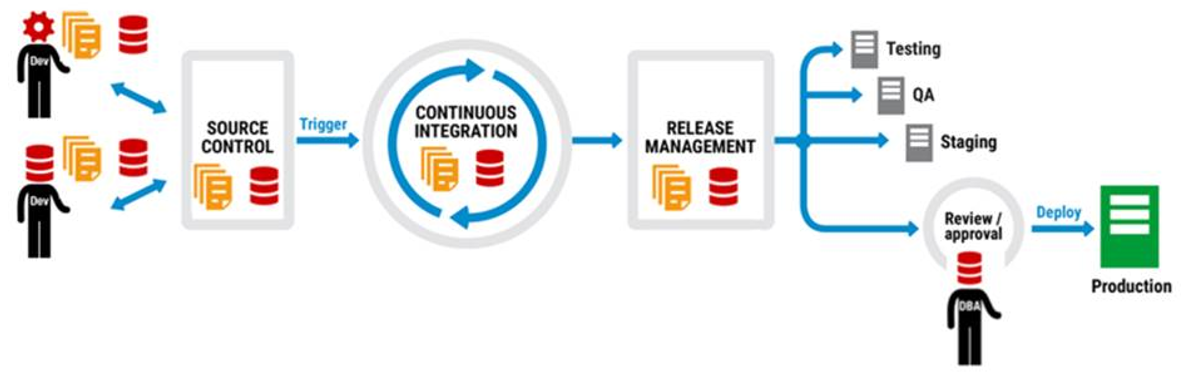 Dev
Dev
SOURCE
CONTROL
Trigger
CONTINUOUS
INTEGRATION
RELEASE
MANAGEMENT
Testing
QA
Staging
Review /
approval
DBA
Deploy
Production